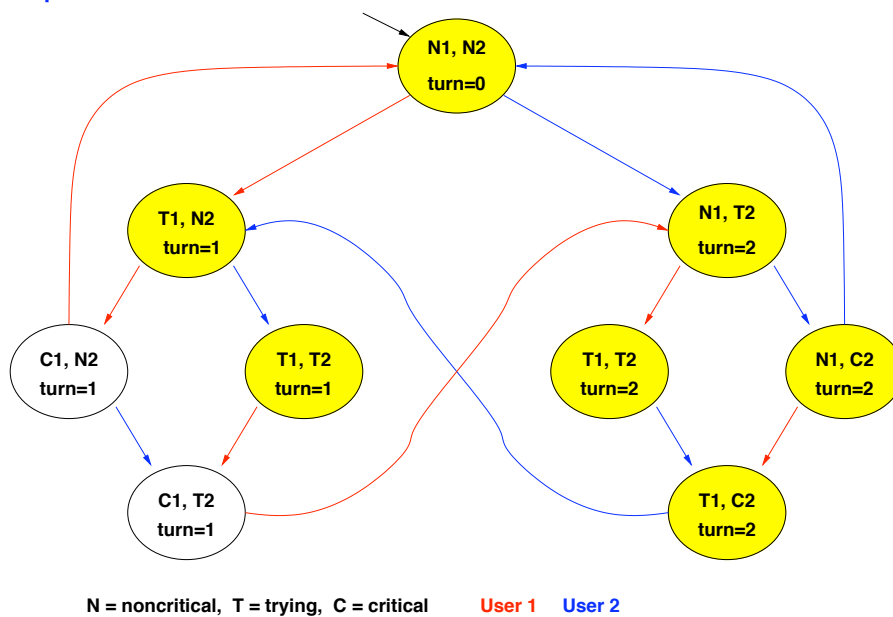 N1, N2
turn=0
T1, N2
turn=1
N1, T2
turn=2
C1, N2
turn=1
T1, T2
turn=1
T1, T2
turn=2
N1, C2
turn=2
C1, T2
turn=1
T1, C2
turn=2
N = noncritical, T = trying, C = critical User 1 User 2